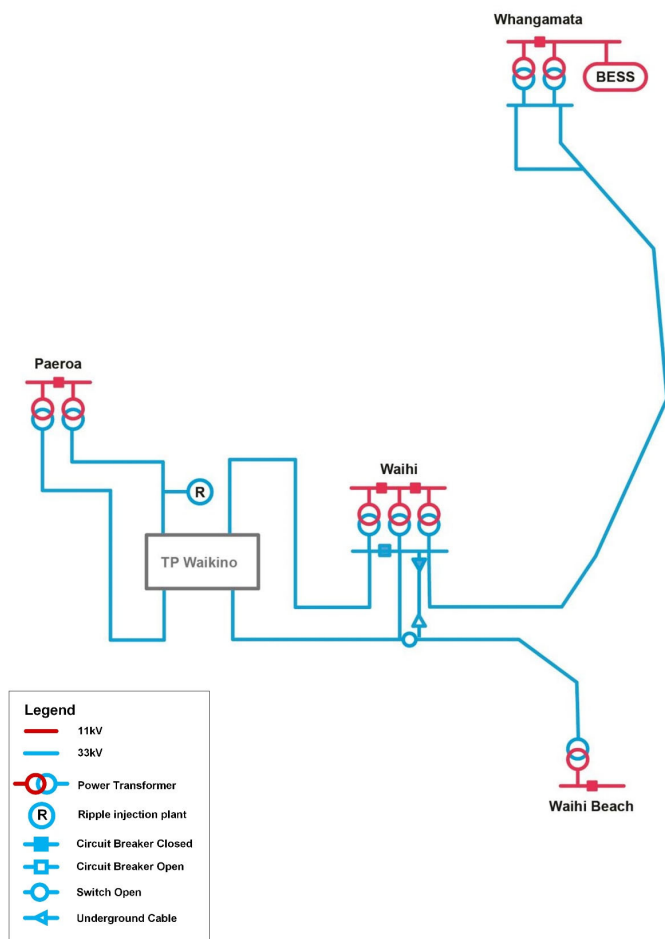 Whangamata
BESS
Paeroa
R
Waihi
TP Waikino
Waihi Beach
Legend
11kV
33kV
Power Transformer
R Ripple injection plant
Circuit Breaker Closed
Circuit Breaker Open
Switch Open
Underground Cable